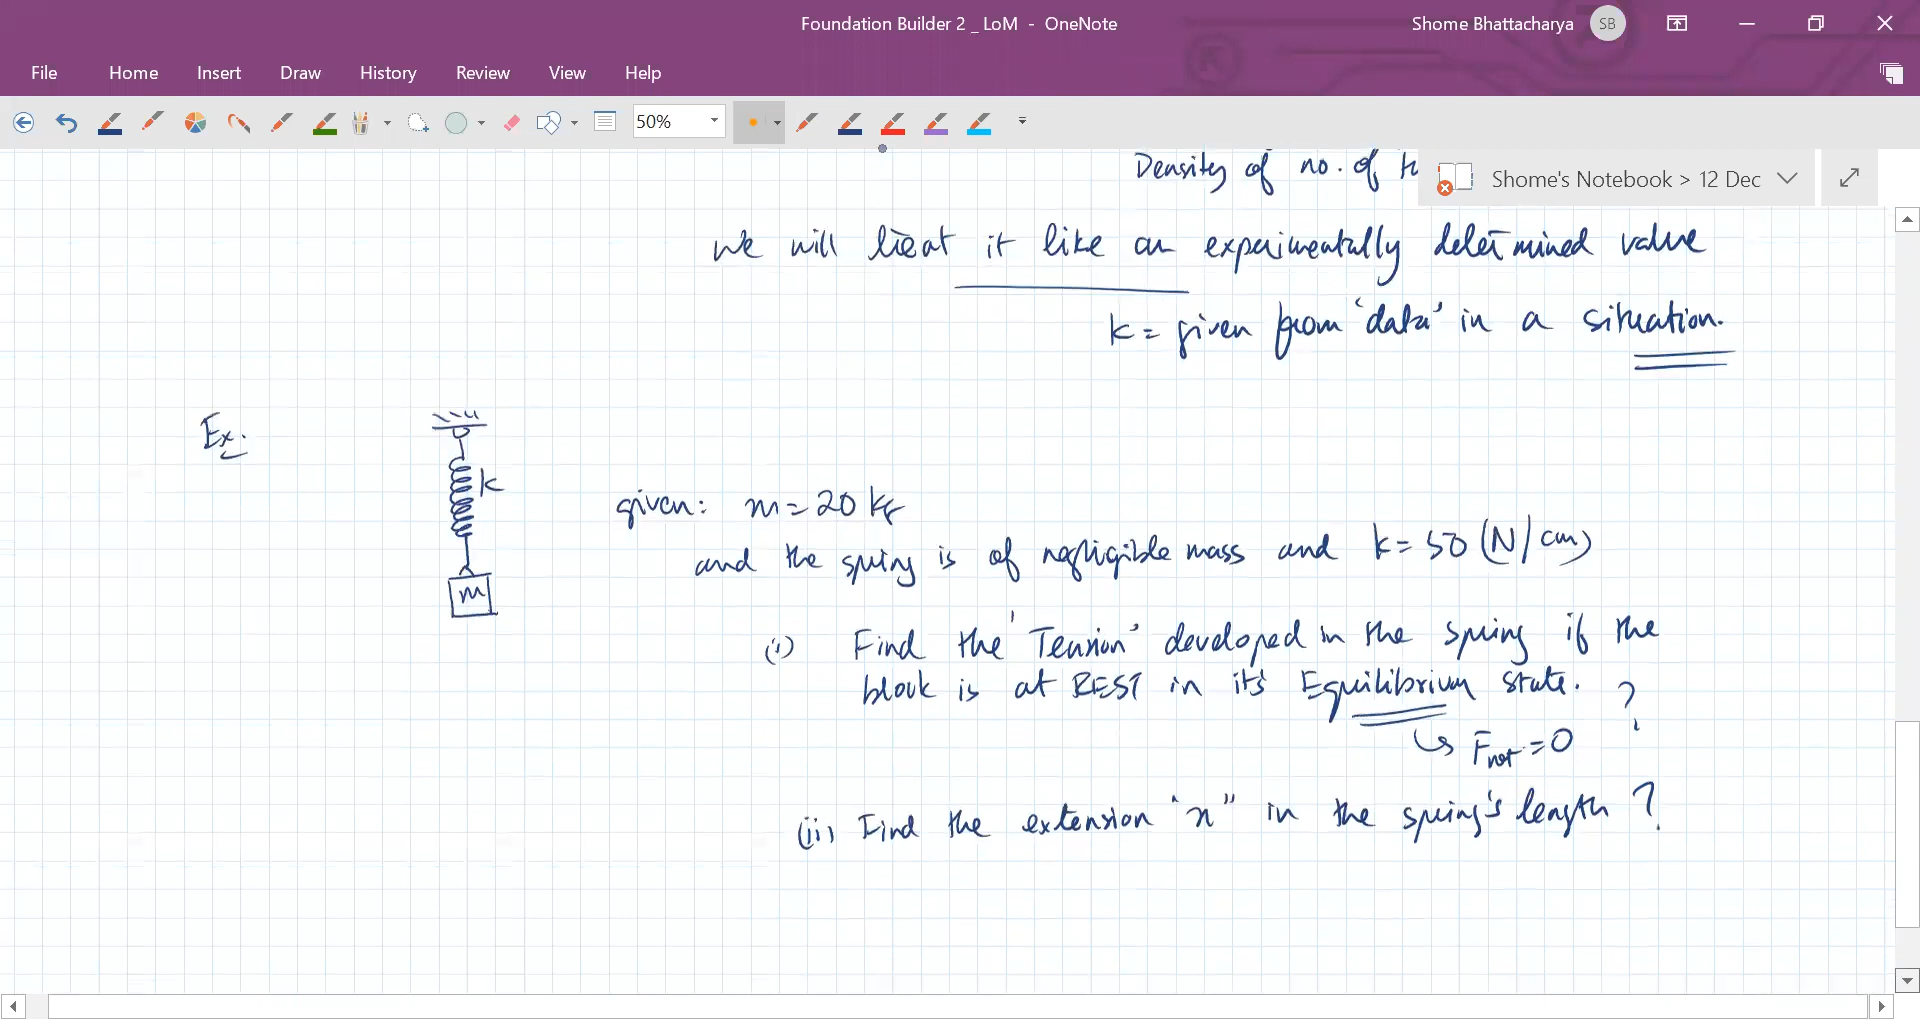 Foundation Builder 2 _ LoM - OneNote
Shome Bhattacharya
SB
File Home Insert Draw History Review View Help
50%
Shome's Notebook > 12 Dec
Density of no. of
we will treat it like an experimentally determined value
k = given from 'data' in a situation.
Ex.
k
m
given: m = 20 kg
and the spring is of negligible mass and k = 50 (N/cm)
(i) Find the 'Tension' developed in the spring if the
block is at REST in its Equilibrium state. ?
↳ Fnet = 0
(ii) Find the extension "x" in the spring's length ?